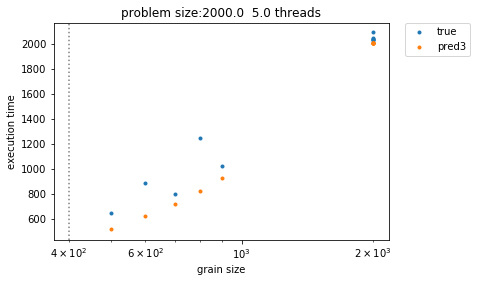 problem size:2000.0  5.0 threads
true
pred3
execution time
2000
1800
1600
1400
1200
1000
800
600
4 × 10²
6 × 10²
10³
2 × 10³
grain size